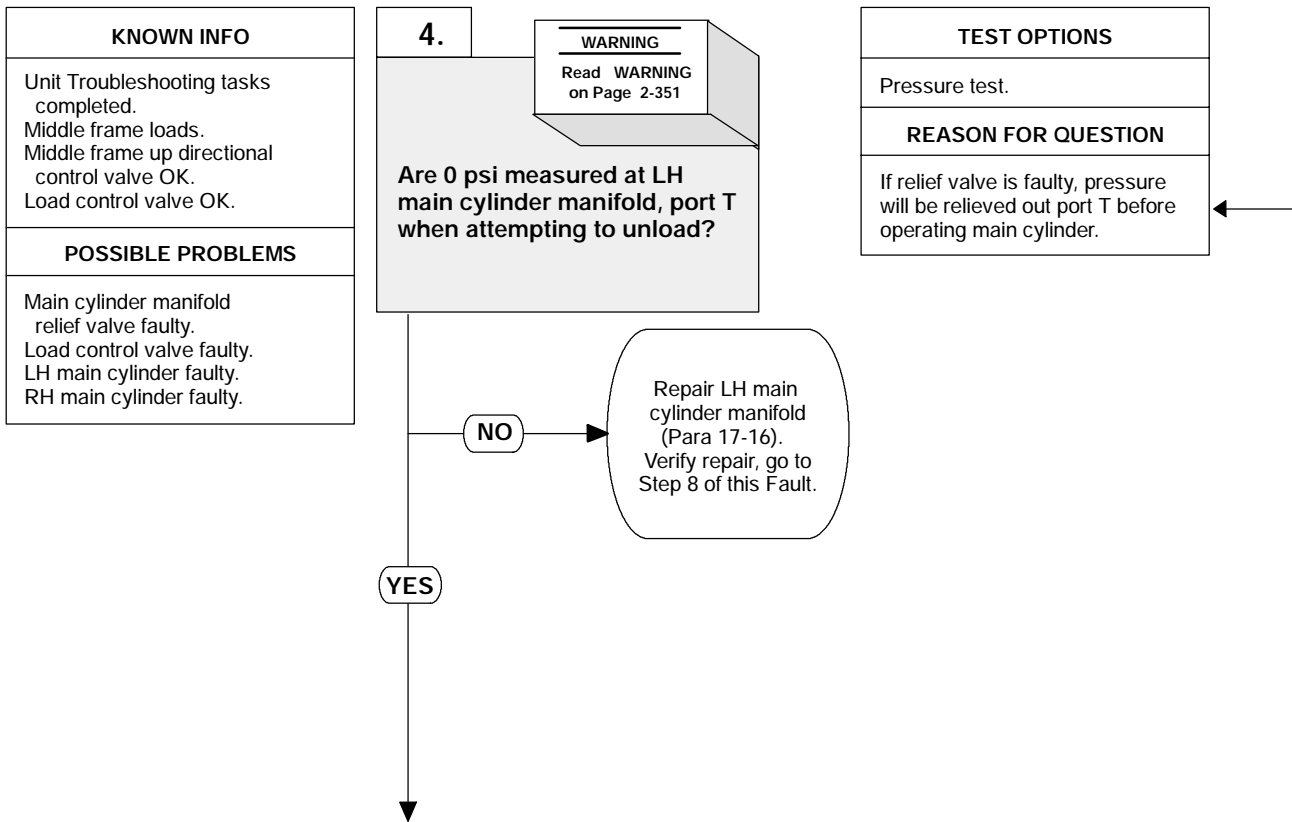 KNOWN INFO
Unit Troubleshooting tasks
completed.
Middle frame loads.
Middle frame up directional
control valve OK.
Load control valve OK.
POSSIBLE PROBLEMS
Main cylinder manifold
relief valve faulty.
Load control valve faulty.
LH main cylinder faulty.
RH main cylinder faulty.
4.
WARNING
Read WARNING
on Page 2-351
Are 0 psi measured at LH
main cylinder manifold, port T
when attempting to unload?
TEST OPTIONS
Pressure test.
REASON FOR QUESTION
If relief valve is faulty, pressure
will be relieved out port T before
operating main cylinder.
NO
Repair LH main
cylinder manifold
(Para 17-16).
Verify repair, go to
Step 8 of this Fault.
YES